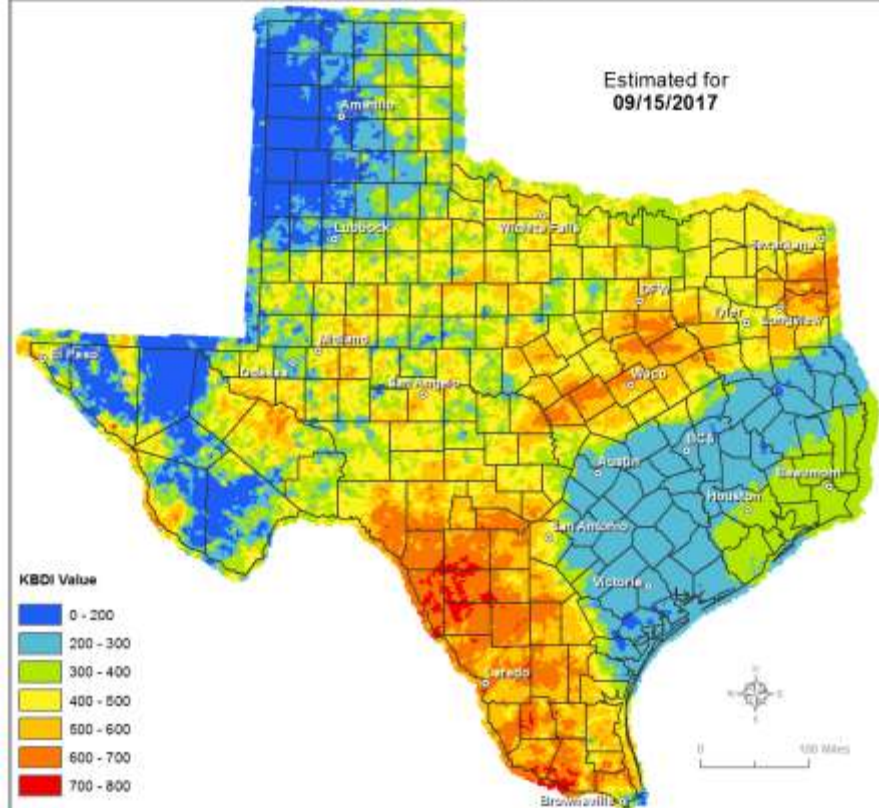 Estimated for
09/15/2017
Amarillo
Lubbock
Wichita Falls
Texarkana
DFW
Tyler
Longview
El Paso
Midland
Odessa
San Angelo
Waco
BCS
Austin
Beaumont
Houston
San Antonio
Victoria
Laredo
Brownsville
KBDI Value
0 - 200
200 - 300
300 - 400
400 - 500
500 - 600
600 - 700
700 - 800
N
W
E
S
0
100 Miles